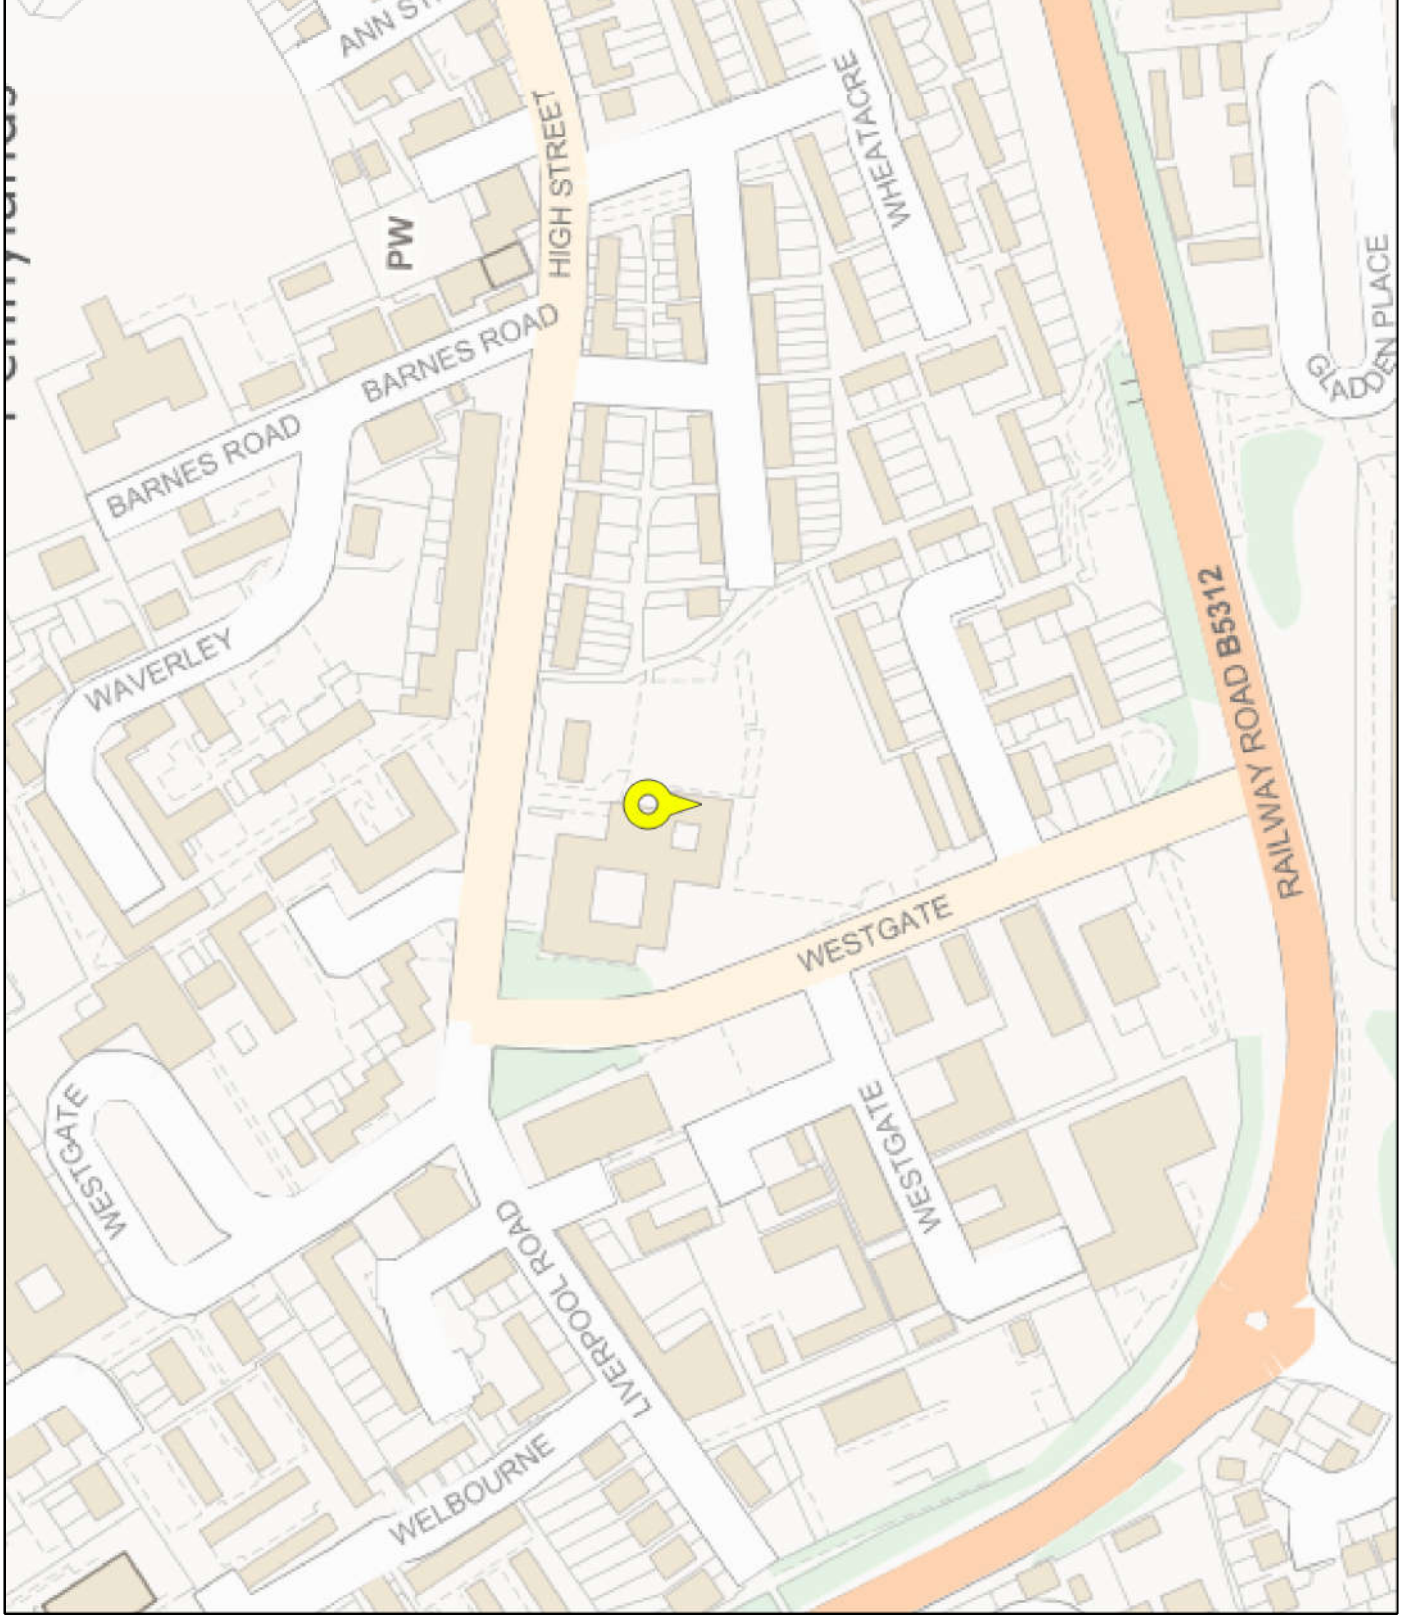 ANN ST
WHEATACRE
HIGH STREET
PW
GLADDEN PLACE
BARNES ROAD
BARNES ROAD
RAILWAY ROAD B5312
WAVERLEY
WESTGATE
WESTGATE
WESTGATE
LIVERPOOL ROAD
WELBOURNE